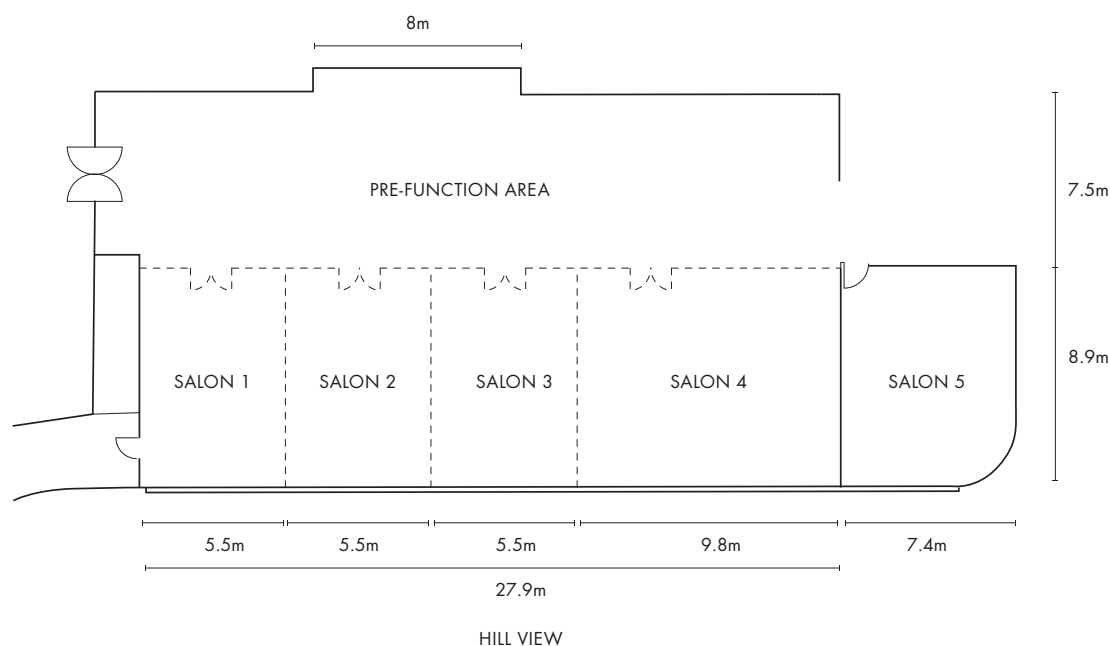 8m
PRE-FUNCTION AREA
7.5m
8.9m
SALON 1
SALON 2
SALON 3
SALON 4
SALON 5
5.5m
5.5m
5.5m
9.8m
7.4m
27.9m
HILL VIEW